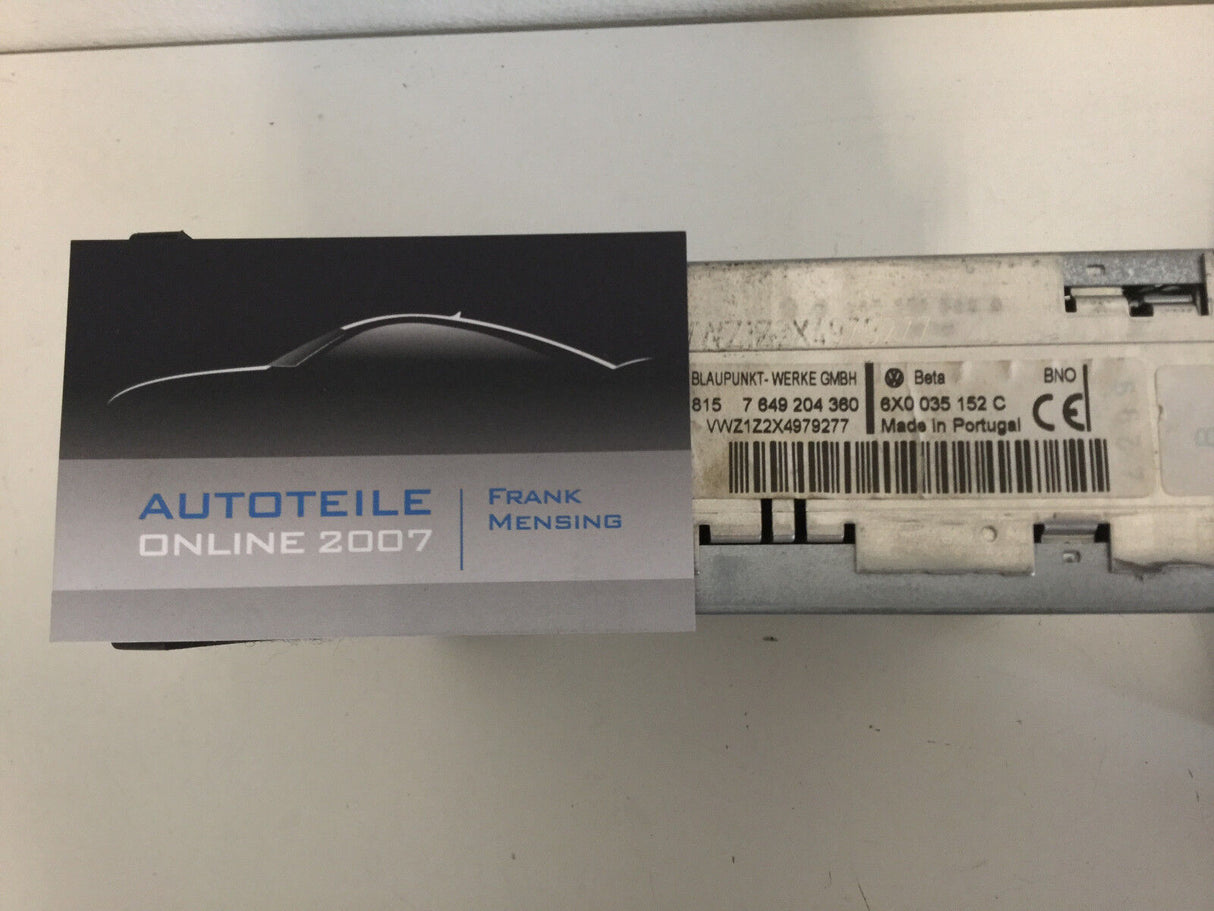 AUTOTEILE
ONLINE 2007
FRANK
MENSING
BLAUPUNKT-WERKE GMBH
815 7 649 204 360
VWZ1Z2X4979277
Beta BNO
6X0 035 152 C
Made in Portugal
CE